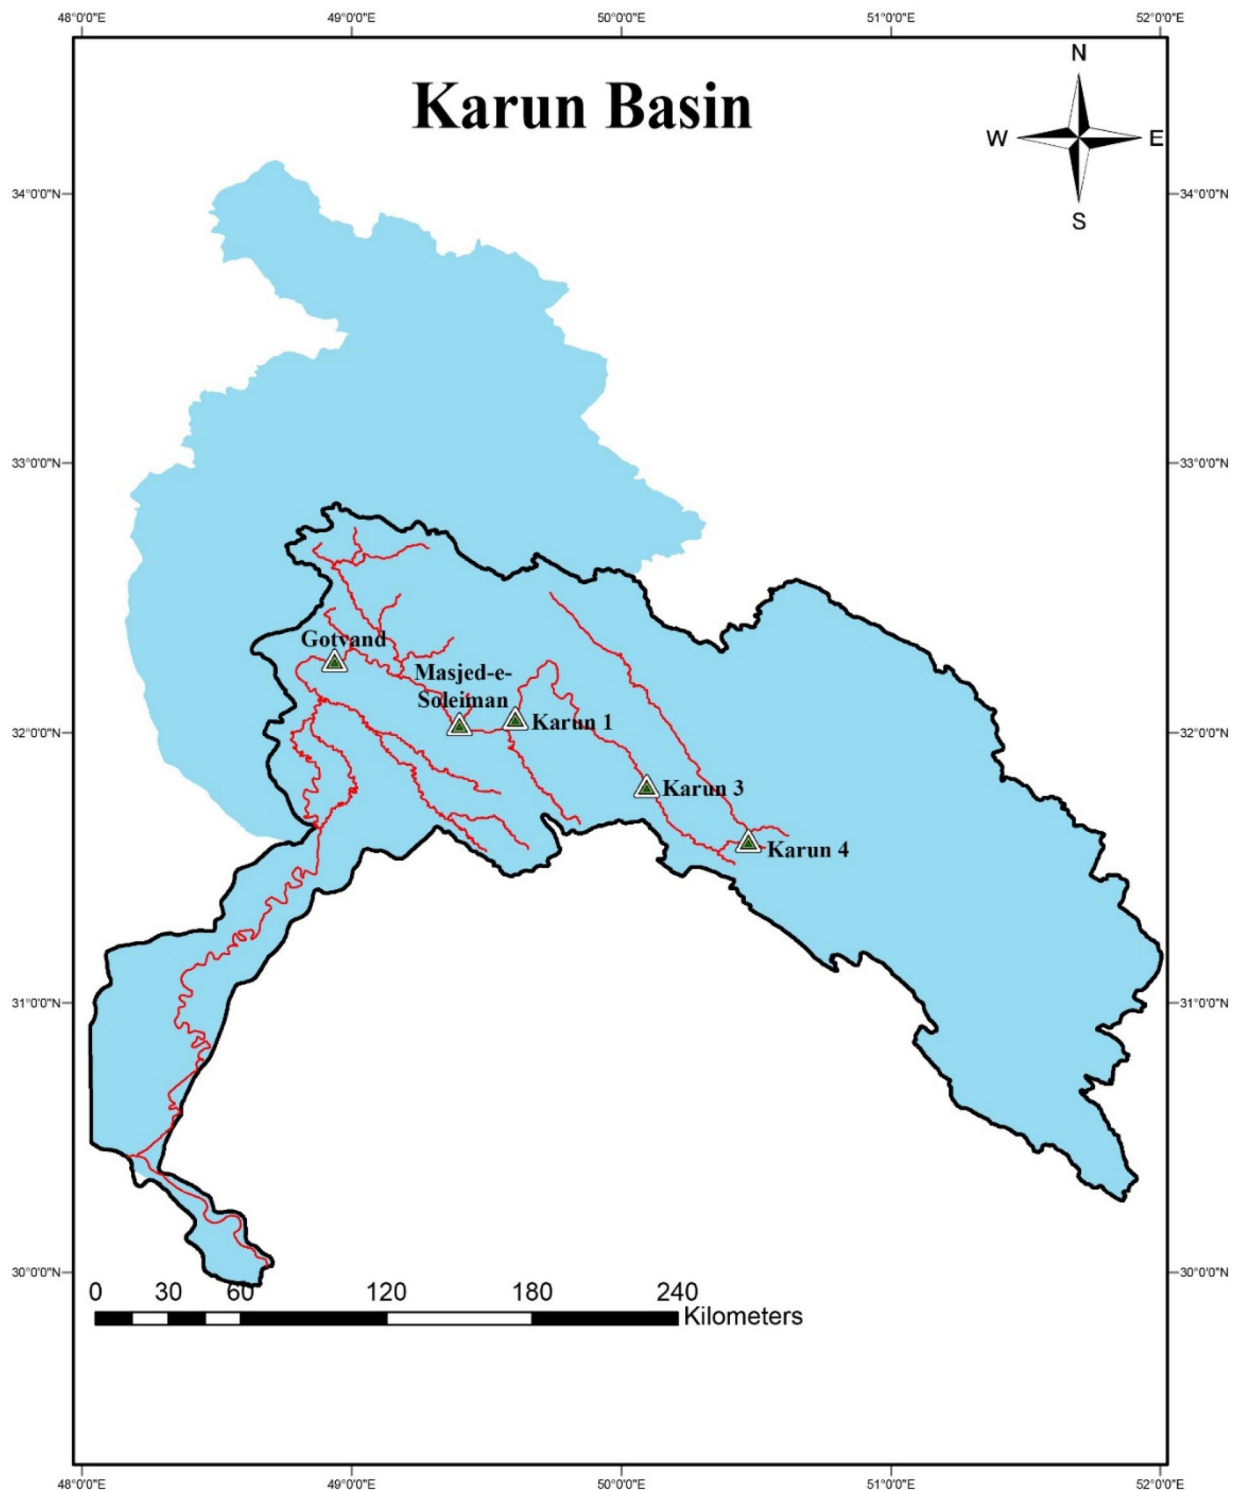 48°0'0"E 49°0'0"E 50°0'0"E 51°0'0"E 52°0'0"E
Karun Basin
N
W E
S
34°0'0"N 34°0'0"N
33°0'0"N 33°0'0"N
Gotvand
Masjed-e-
Soleiman
Karun 1
32°0'0"N 32°0'0"N
Karun 3
Karun 4
31°0'0"N 31°0'0"N
30°0'0"N 30°0'0"N
0 30 60 120 180 240
Kilometers
48°0'0"E 49°0'0"E 50°0'0"E 51°0'0"E 52°0'0"E